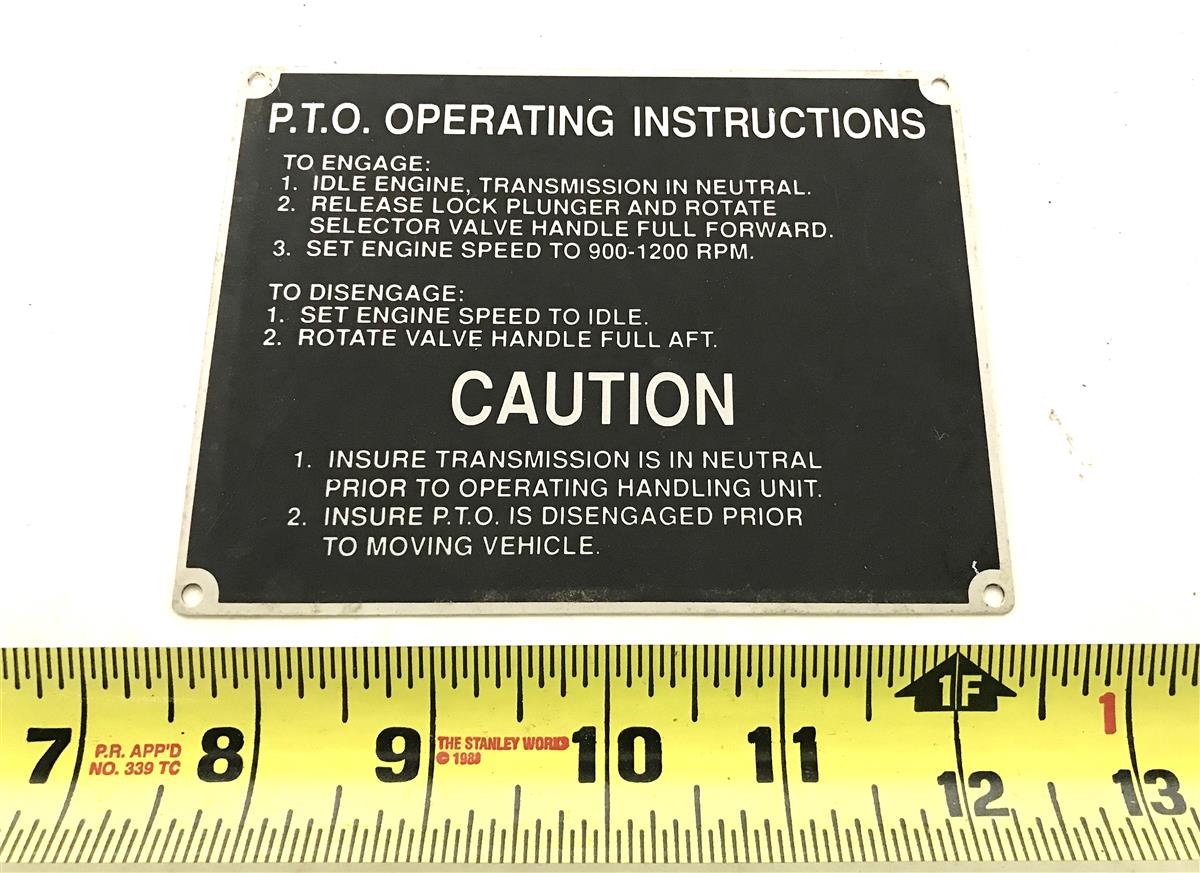 P.T.O. OPERATING INSTRUCTIONS
TO ENGAGE:
1. IDLE ENGINE, TRANSMISSION IN NEUTRAL.
2. RELEASE LOCK PLUNGER AND ROTATE
SELECTOR VALVE HANDLE FULL FORWARD.
3. SET ENGINE SPEED TO 900-1200 RPM.
TO DISENGAGE:
1. SET ENGINE SPEED TO IDLE.
2. ROTATE VALVE HANDLE FULL AFT.
CAUTION
1. INSURE TRANSMISSION IS IN NEUTRAL
PRIOR TO OPERATING HANDLING UNIT.
2. INSURE P.T.O. IS DISENGAGED PRIOR
TO MOVING VEHICLE.
1F
7 8 9 10 11 12 13
1
P.R. APP'D
NO. 339 TC
THE STANLEY WORKS